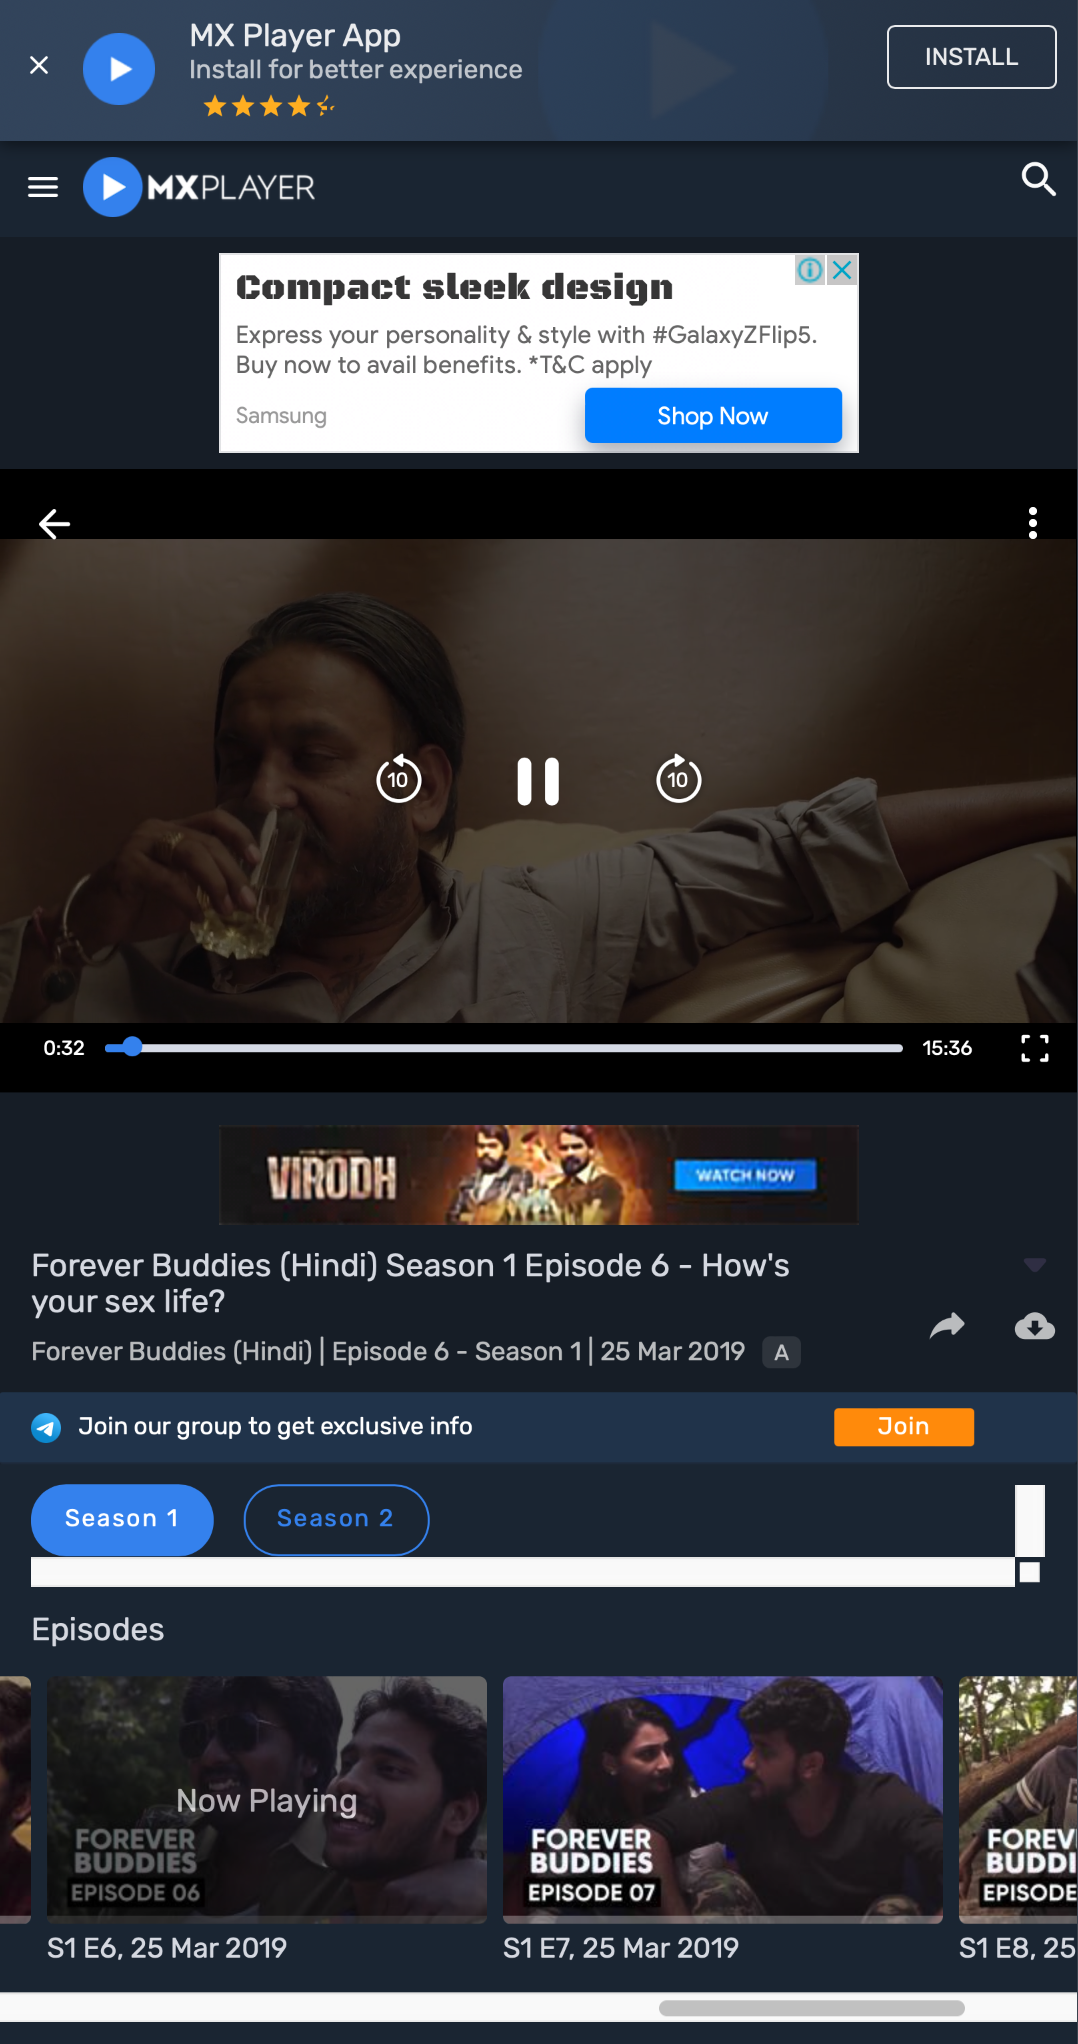 MX Player App
Install for better experience
INSTALL
MXPLAYER
Compact sleek design
Express your personality & style with #GalaxyZFlip5.
Buy now to avail benefits. *T&C apply
Samsung
Shop Now
10
10
0:32
15:36
VIRODH
WATCH NOW
Forever Buddies (Hindi) Season 1 Episode 6 - How's
your sex life?
Forever Buddies (Hindi) | Episode 6 - Season 1 | 25 Mar 2019 A
Join our group to get exclusive info
Join
Season 1
Season 2
Episodes
Now Playing
FOREVER
BUDDIES
EPISODE 06
FOREVER
BUDDIES
EPISODE 07
FOREV
BUDDI
EPISODE
S1 E6, 25 Mar 2019
S1 E7, 25 Mar 2019
S1 E8, 25